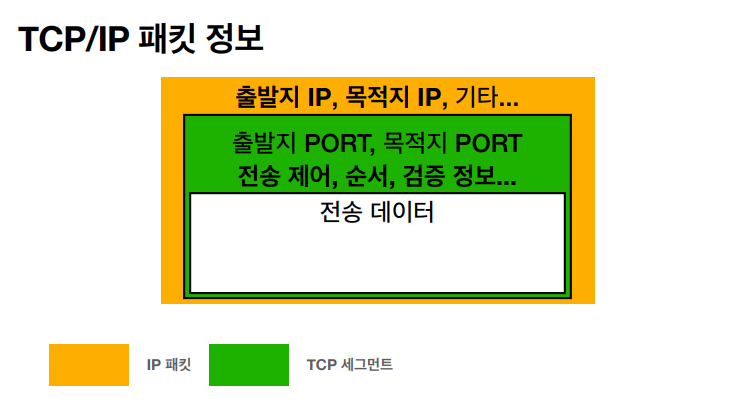 TCP/IP 패킷 정보
출발지 IP, 목적지 IP, 기타...
출발지 PORT, 목적지 PORT
전송 제어, 순서, 검증 정보...
전송 데이터
IP 패킷
TCP 세그먼트